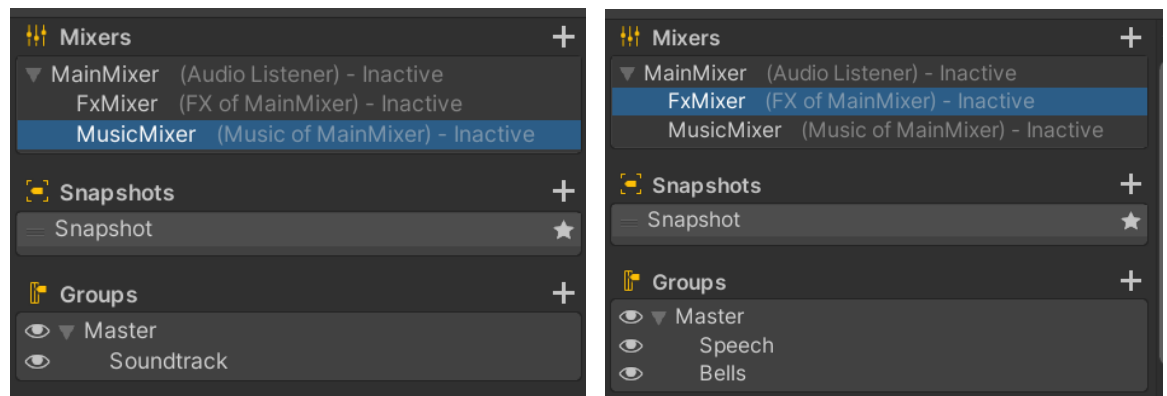 Mixers
MainMixer (Audio Listener) - Inactive
FxMixer (FX of MainMixer) - Inactive
MusicMixer (Music of MainMixer) - Inactive
Snapshots
Snapshot
Groups
Master
Soundtrack
Mixers
MainMixer (Audio Listener) - Inactive
FxMixer (FX of MainMixer) - Inactive
MusicMixer (Music of MainMixer) - Inactive
Snapshots
Snapshot
Groups
Master
Speech
Bells